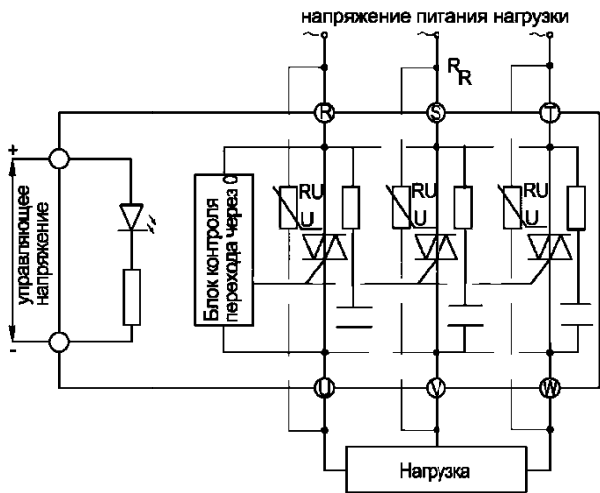 напряжение питания нагрузки
~ ~ ~
R R
R S T
+
управляющее
напряжение
-
Блок контроля
перехода через 0
RU
U
RU
U
RU
U
U V W
Нагрузка